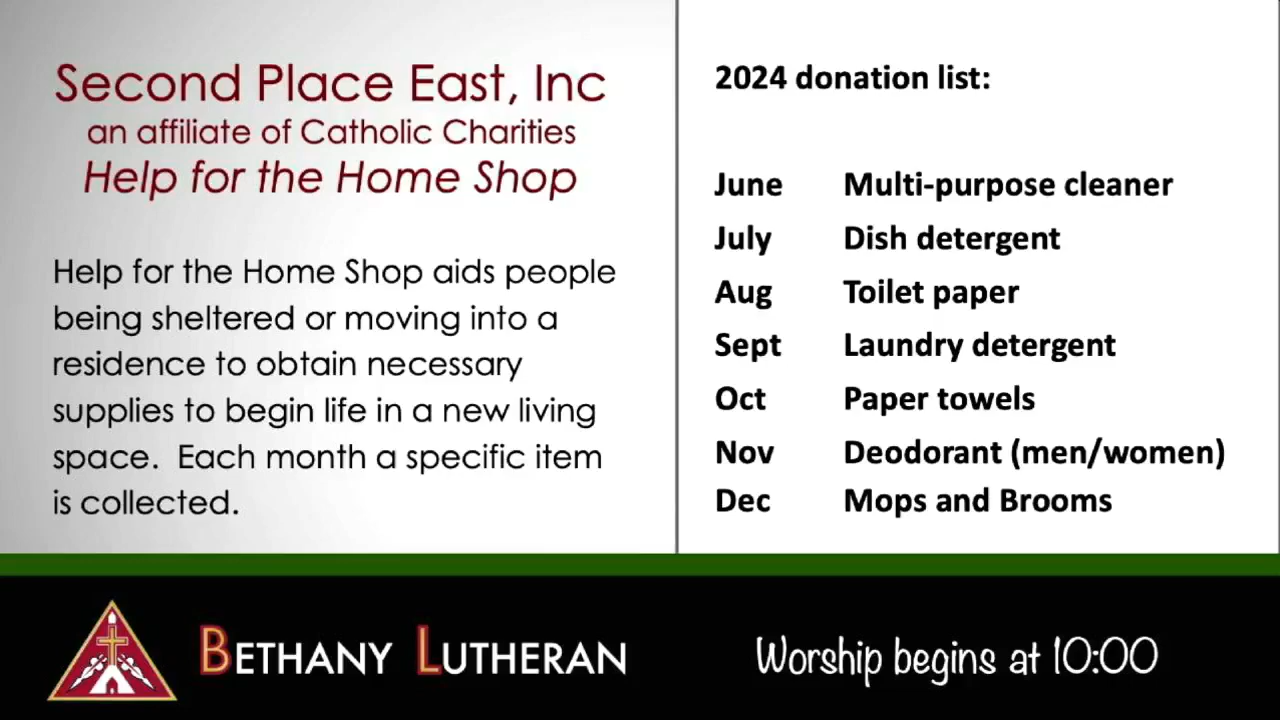 Second Place East, Inc
an affiliate of Catholic Charities
Help for the Home Shop
Help for the Home Shop aids people
being sheltered or moving into a
residence to obtain necessary
supplies to begin life in a new living
space.  Each month a specific item
is collected.
2024 donation list:
June Multi-purpose cleaner
July Dish detergent
Aug Toilet paper
Sept Laundry detergent
Oct Paper towels
Nov Deodorant (men/women)
Dec Mops and Brooms
BETHANY LUTHERAN
Worship begins at 10:00